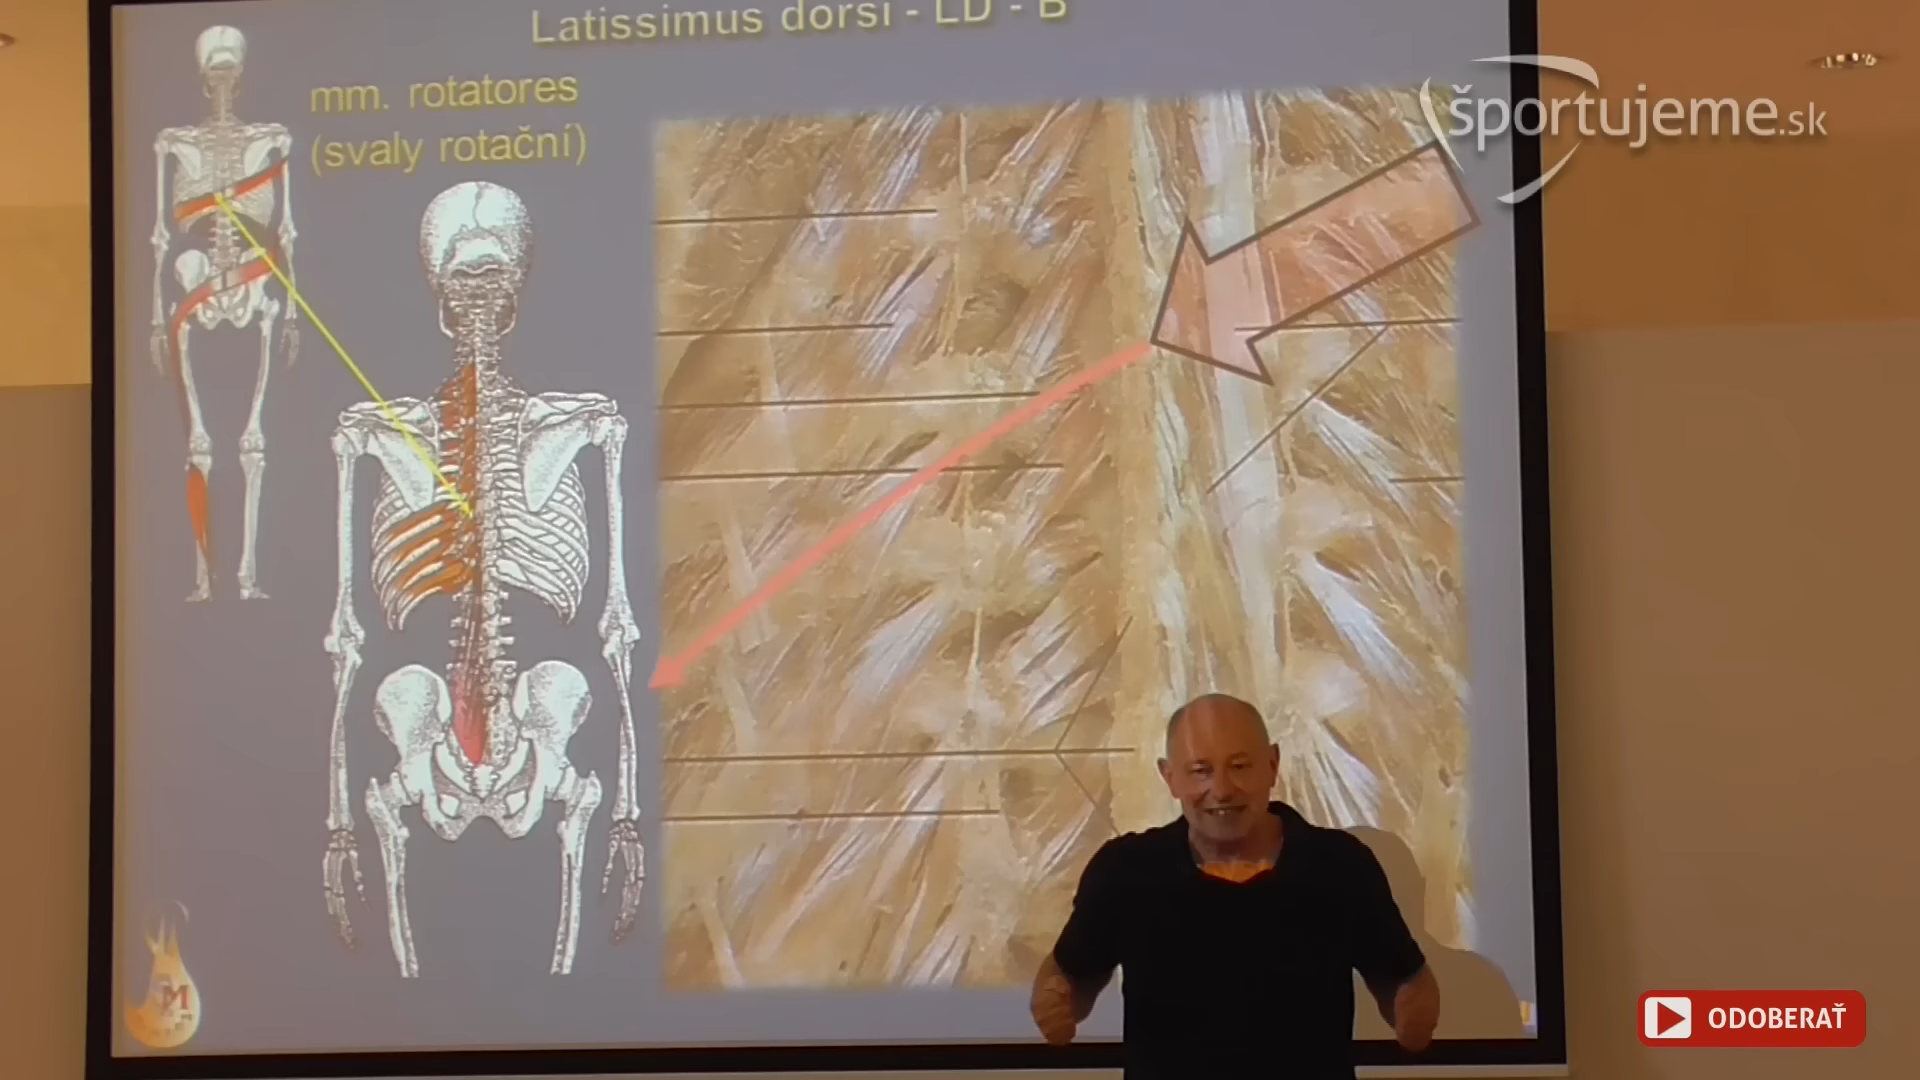 Latissimus dorsi - LD - B
mm. rotatores
(svaly rotační)
športujeme.sk
M
ODOBERAŤ